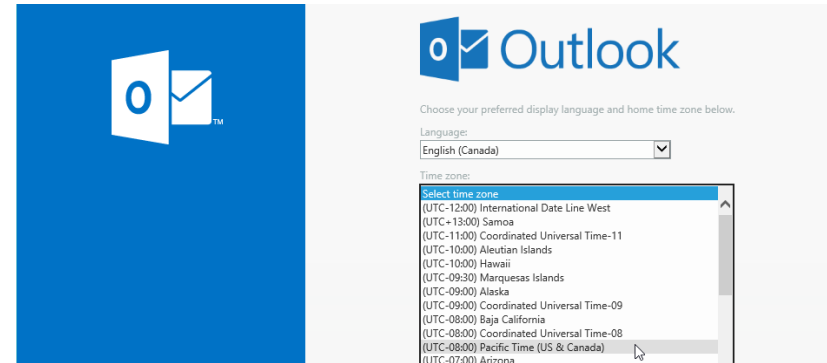 O
TM
O Outlook
Choose your preferred display language and home time zone below.
Language:
English (Canada)
Time zone:
Select time zone
(UTC-12:00) International Date Line West
(UTC+13:00) Samoa
(UTC-11:00) Coordinated Universal Time-11
(UTC-10:00) Aleutian Islands
(UTC-10:00) Hawaii
(UTC-09:30) Marquesas Islands
(UTC-09:00) Alaska
(UTC-09:00) Coordinated Universal Time-09
(UTC-08:00) Baja California
(UTC-08:00) Coordinated Universal Time-08
(UTC-08:00) Pacific Time (US & Canada)
(UTC-07:00) Arizona